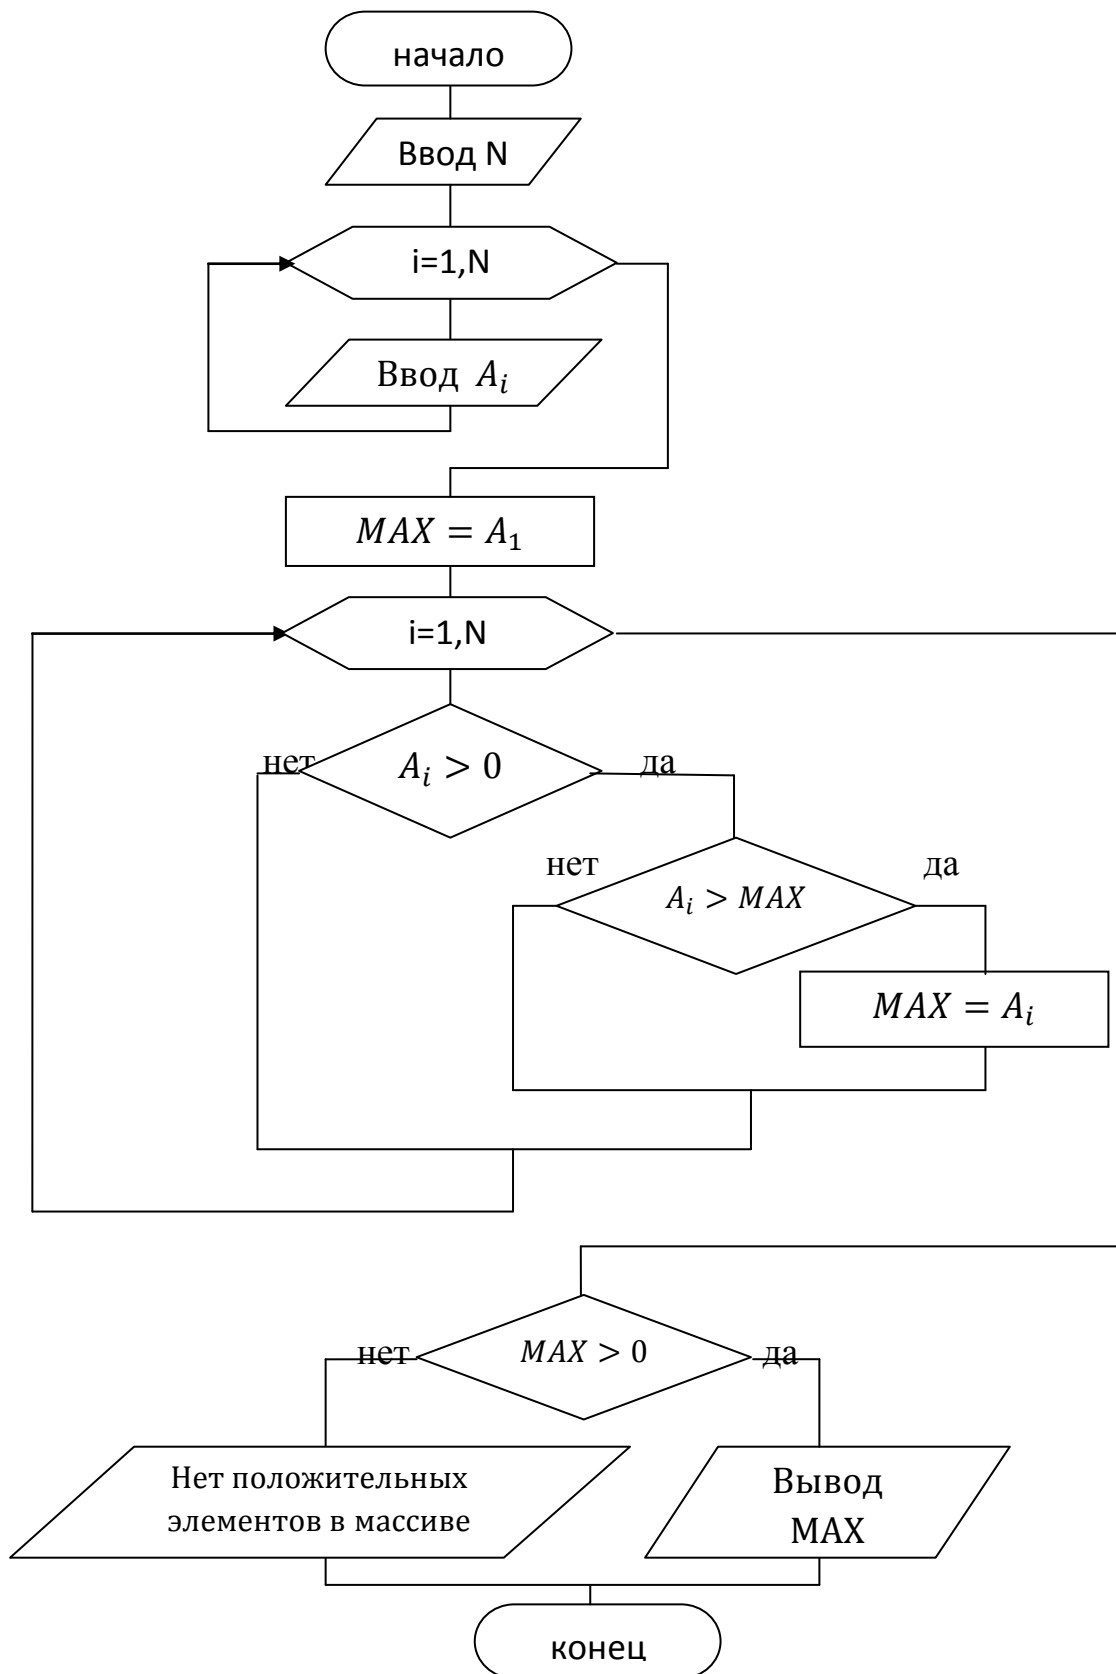 начало
Ввод N
i=1,N
Ввод A_i
MAX = A_1
i=1,N
нет
A_i > 0
да
нет
A_i > MAX
да
MAX = A_i
нет
MAX > 0
да
Нет положительных
элементов в массиве
Вывод
MAX
конец